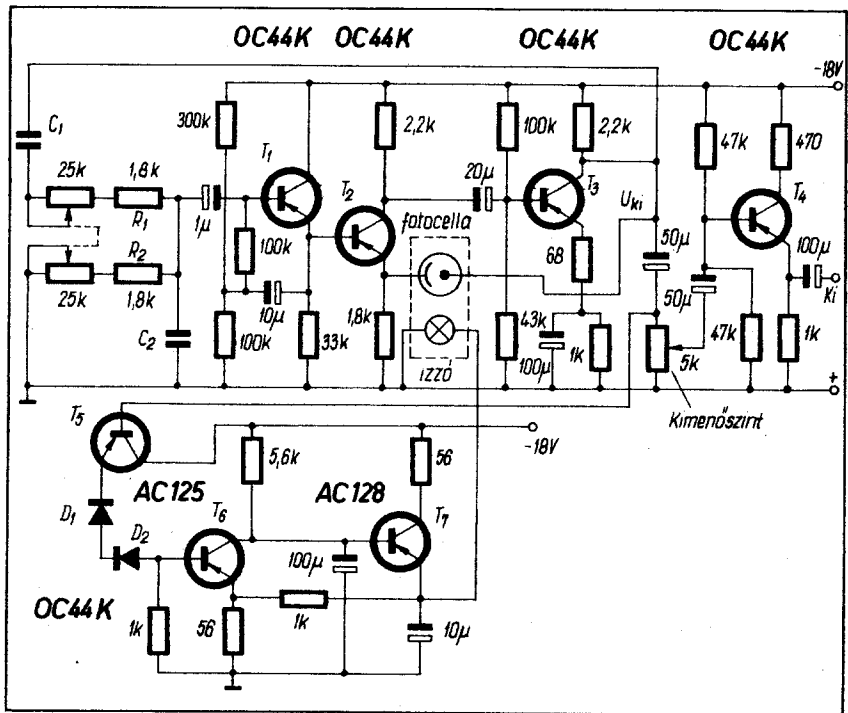 OC44K OC44K OC44K OC44K
-18V
300k
2,2k
100k
2,2k
47k
470
C1
T1
T2
T3
T4
25k
1,8k
1µ
20µ
Uki
R1
fotocella
50µ
100µ
R2
100k
68
50µ
Ki
25k
1,8k
10µ
C2
100k
33k
1,8k
izzó
43k
100µ
1k
5k
47k
1k
+
Kimenőszint
T5
-18V
5,6k
56
AC125
AC128
D1
D2
T6
T7
100µ
OC44K
1k
56
1k
10µ